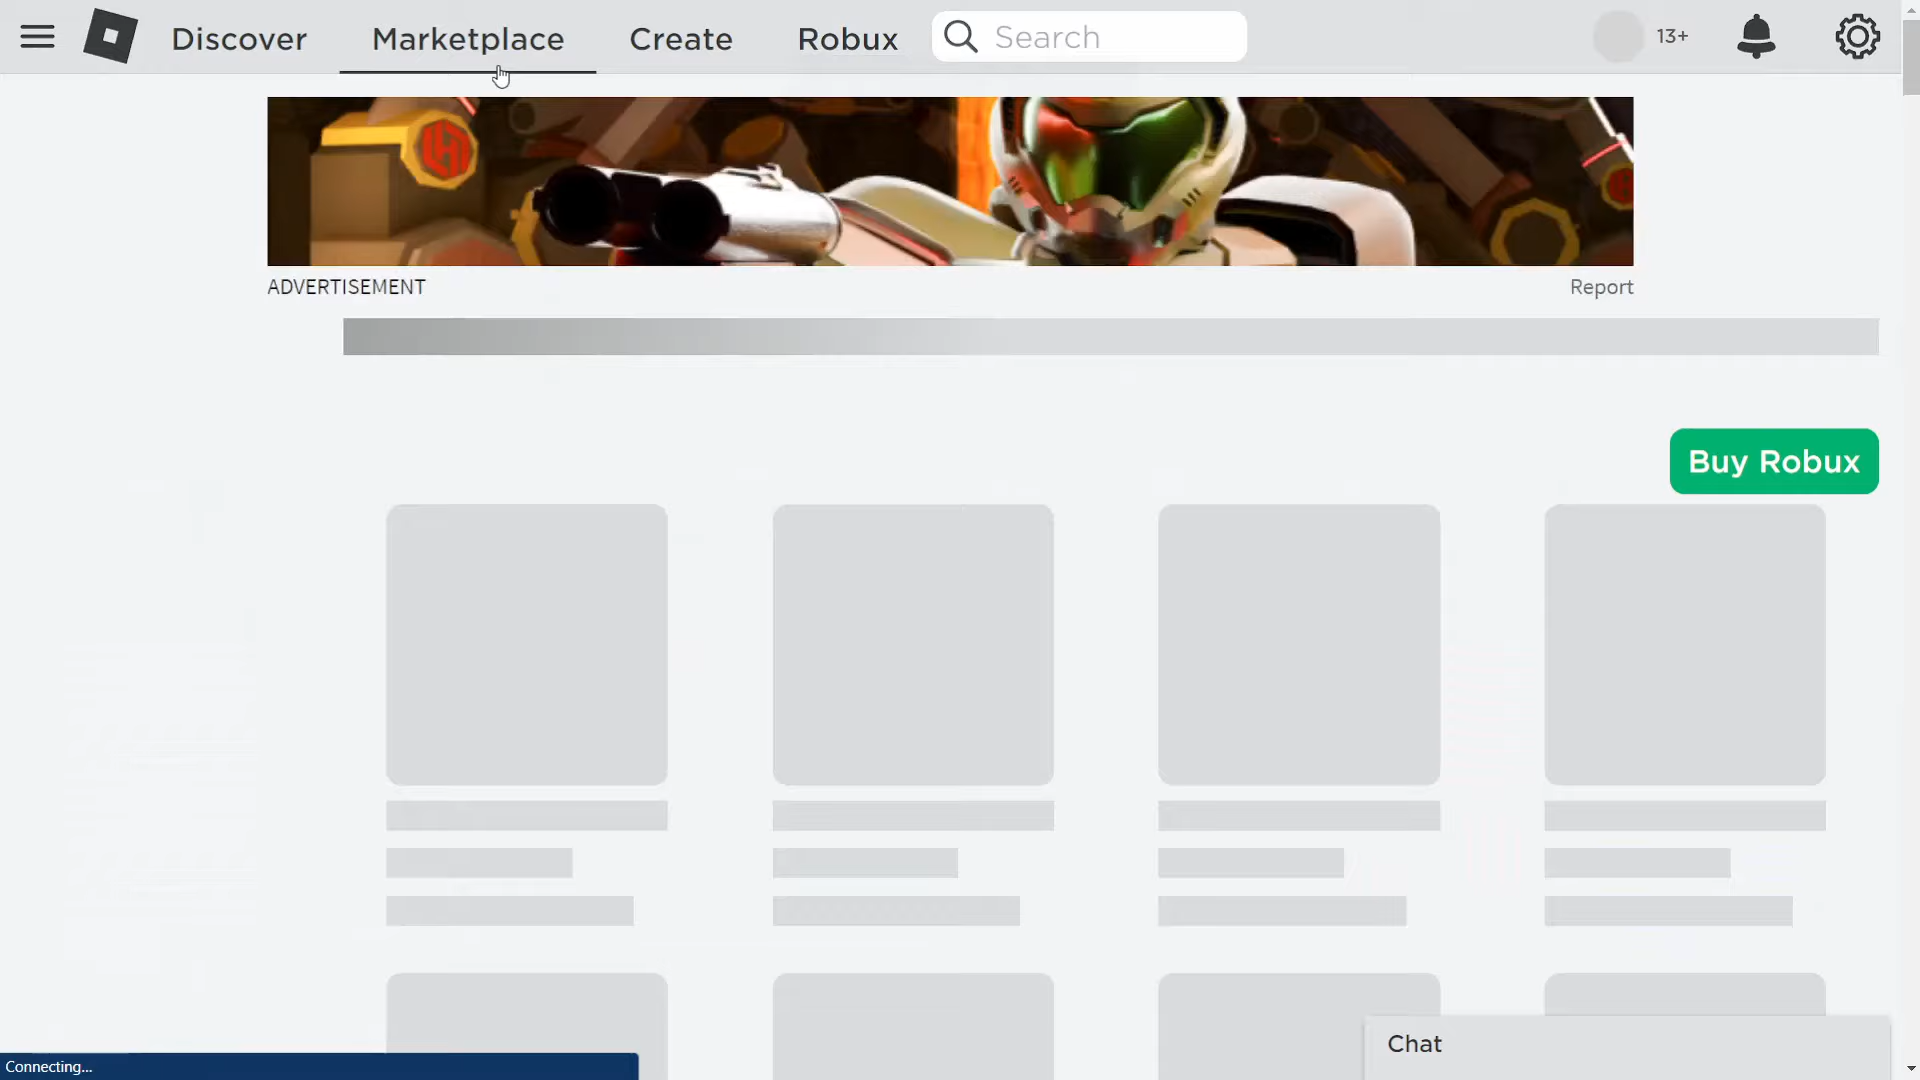 Discover
Marketplace
Create
Robux
Search
13+
ADVERTISEMENT
Report
Buy Robux
Chat
Connecting...